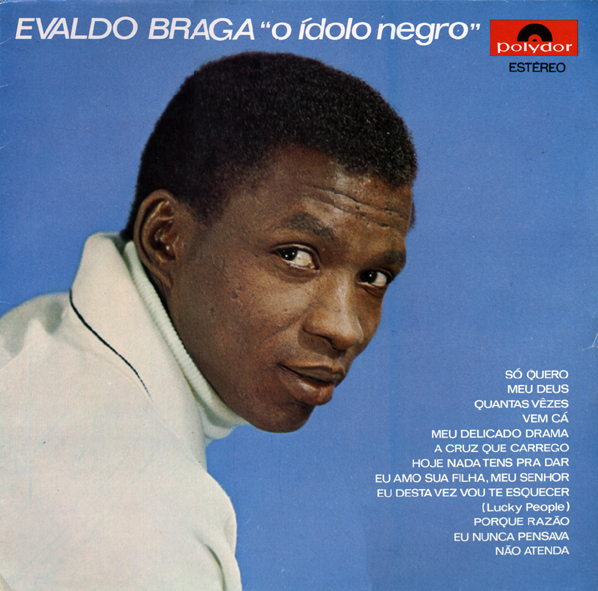 EVALDO BRAGA "o ídolo negro"
polydor
ESTÉREO
SÓ QUERO
MEU DEUS
QUANTAS VÊZES
VEM CÁ
MEU DELICADO DRAMA
A CRUZ QUE CARREGO
HOJE NADA TENS PRA DAR
EU AMO SUA FILHA, MEU SENHOR
EU DESTA VEZ VOU TE ESQUECER
(Lucky People)
PORQUE RAZÃO
EU NUNCA PENSAVA
NÃO ATENDA